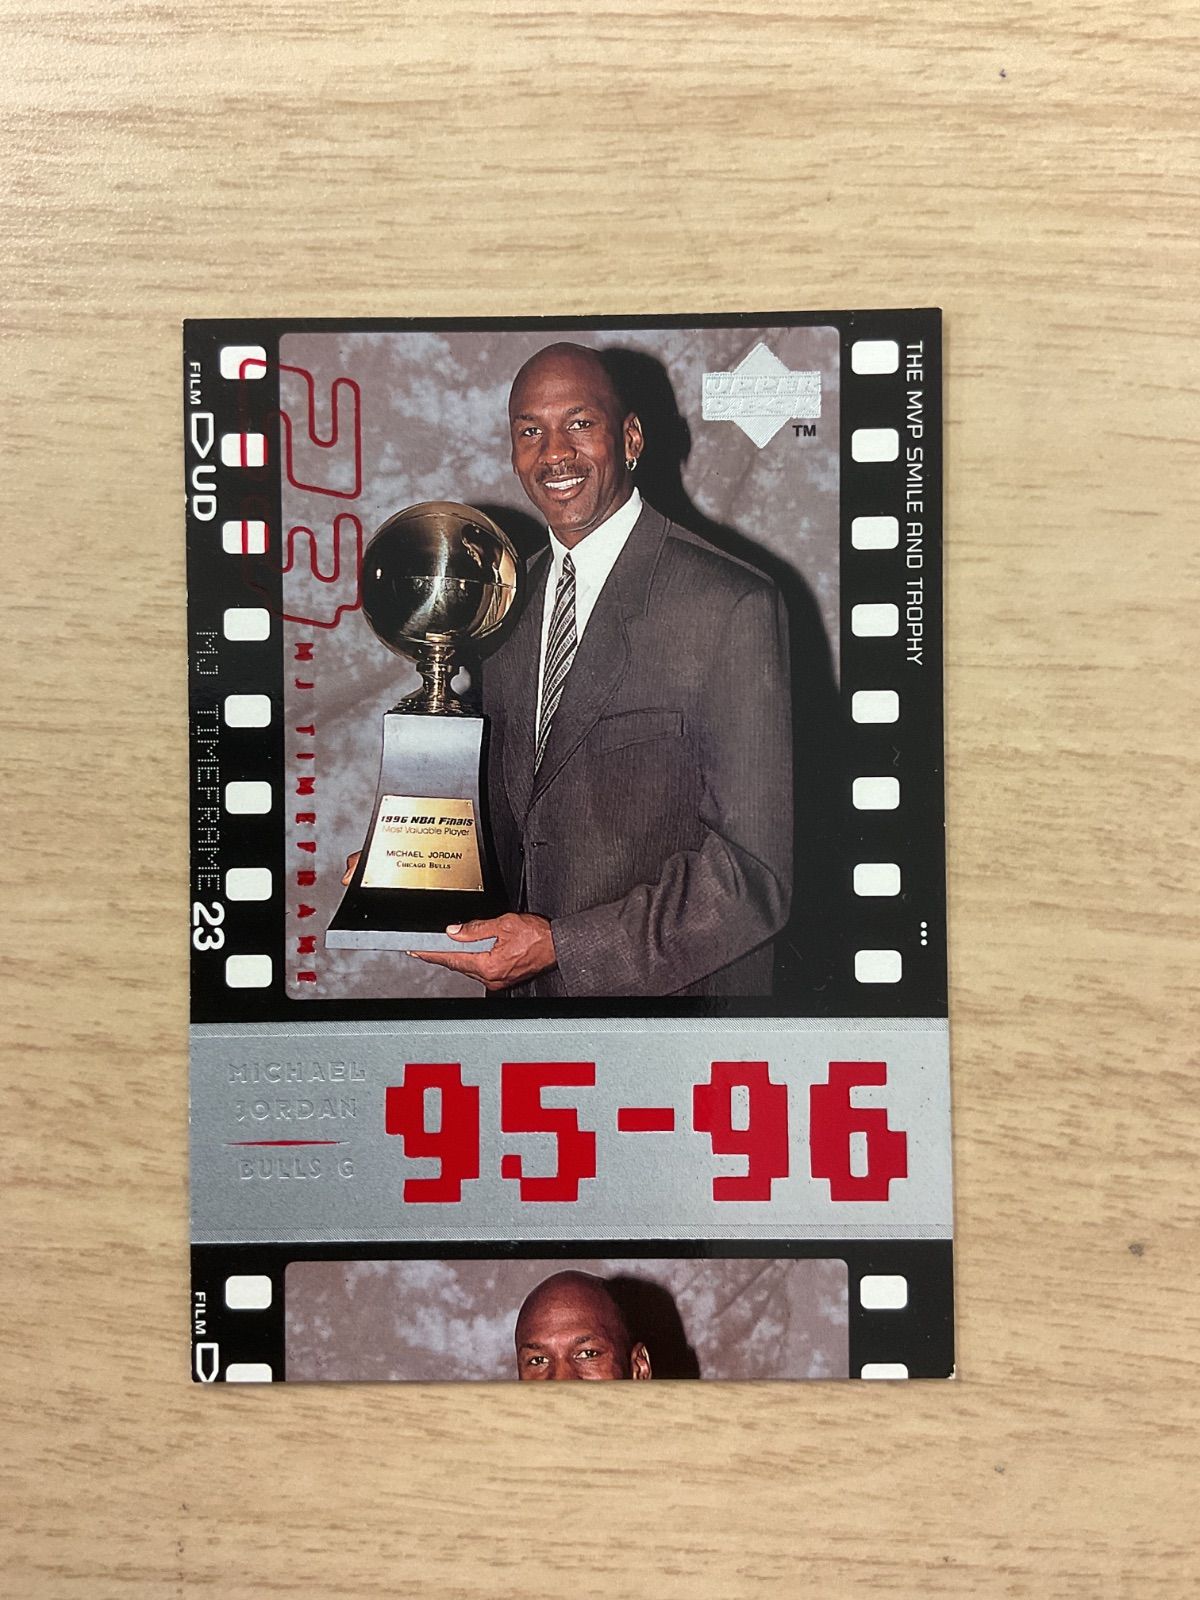 FILM
UD
23
MJ TIMEFRAME
MJ TIMEFRAME 23
UPPER
DECK
TM
THE MVP SMILE AND TROPHY
1996 NBA Finals
Most Valuable Player
MICHAEL JORDAN
CHICAGO BULLS
MICHAEL
JORDAN
BULLS G
95-96
FILM